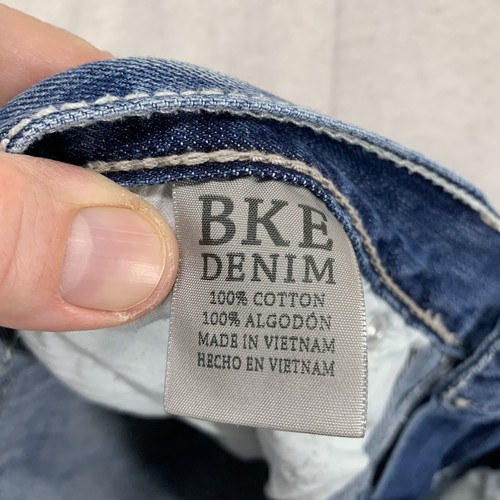 BKE
DENIM
100% COTTON
100% ALGODÓN
MADE IN VIETNAM
HECHO EN VIETNAM